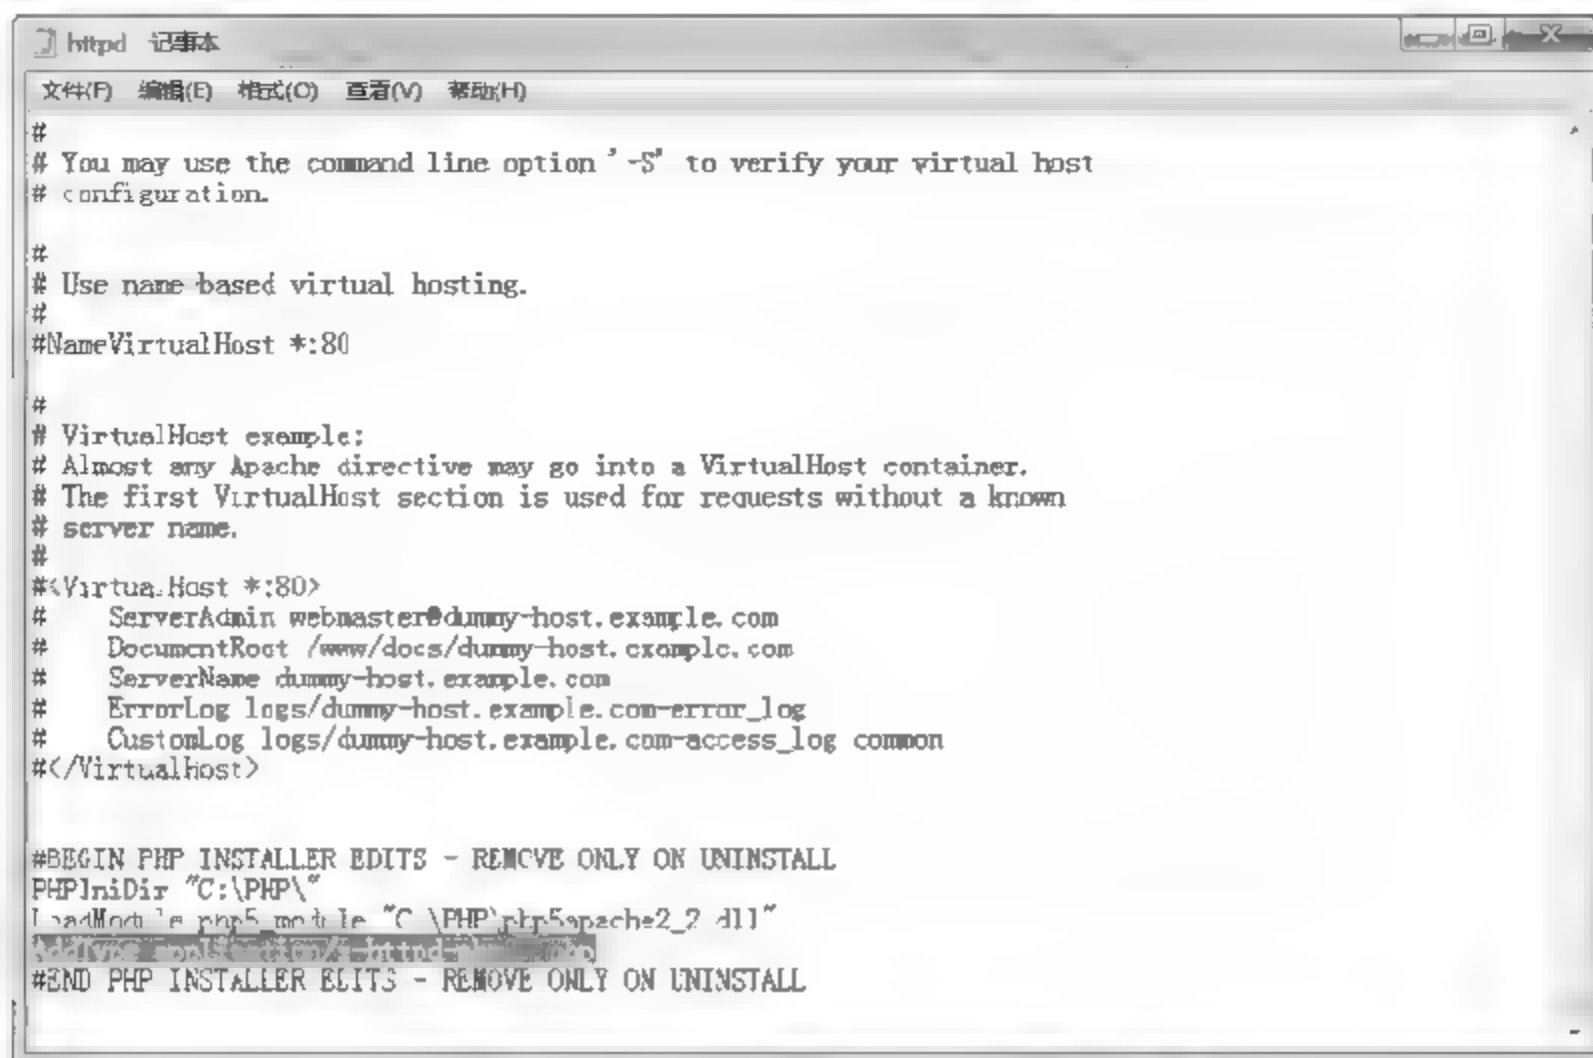 httpd 记事本
文件(F) 编辑(E) 格式(O) 查看(V) 帮助(H)
#
# You may use the command line option '-S' to verify your virtual host
# configuration.
#
# Use name-based virtual hosting.
#
#NameVirtualHost *:80
#
# VirtualHost example:
# Almost any Apache directive may go into a VirtualHost container.
# The first VirtualHost section is used for requests without a known
# server name.
#
#<VirtualHost *:80>
#    ServerAdmin webmaster@dummy-host.example.com
#    DocumentRoot /www/docs/dummy-host.example.com
#    ServerName dummy-host.example.com
#    ErrorLog logs/dummy-host.example.com-error_log
#    CustomLog logs/dummy-host.example.com-access_log common
#</VirtualHost>
#BEGIN PHP INSTALLER EDITS - REMOVE ONLY ON UNINSTALL
PHPIniDir "C:\PHP\"
LoadModule php5_module "C:\PHP\php5apache2_2.dll"
AddType application/x-httpd-php .php
#END PHP INSTALLER EDITS - REMOVE ONLY ON UNINSTALL